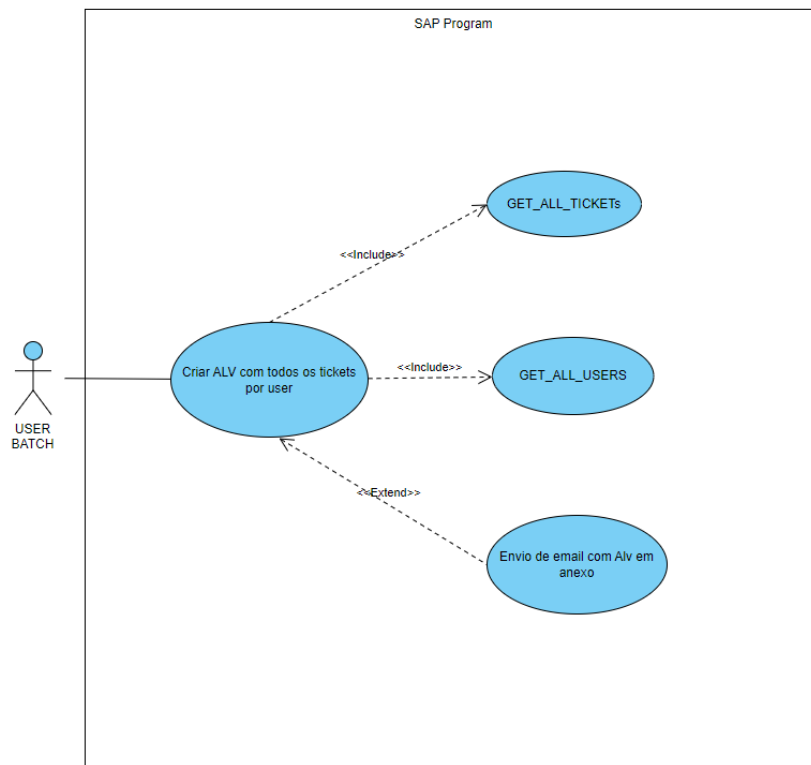 SAP Program
GET_ALL_TICKETs
<<Include>>
Criar ALV com todos os tickets
por user
<<Include>>
GET_ALL_USERS
USER
BATCH
<<Extend>>
Envio de email com Alv em
anexo